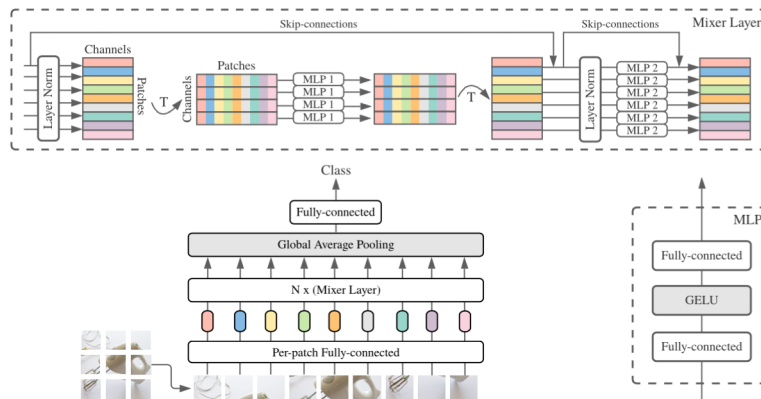 Skip-connections
Skip-connections
Mixer Layer
Channels
Layer Norm
Patches
T
Channels
Patches
MLP 1
MLP 1
MLP 1
MLP 1
T
Layer Norm
MLP 2
MLP 2
MLP 2
MLP 2
MLP 2
MLP 2
Class
Fully-connected
Global Average Pooling
N x (Mixer Layer)
Per-patch Fully-connected
MLP
Fully-connected
GELU
Fully-connected